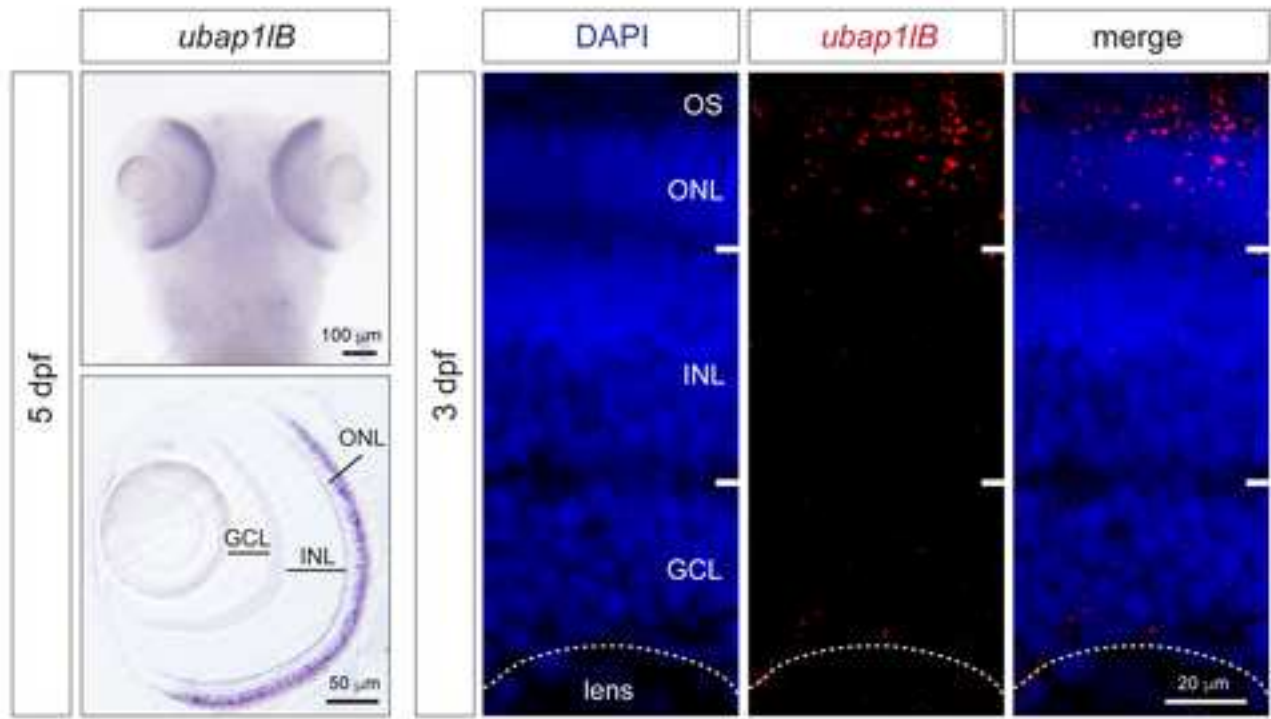 ubap1lB
5 dpf
100 μm
ONL
GCL
INL
50 μm
3 dpf
DAPI
ubap1lB
merge
OS
ONL
INL
GCL
lens
20 μm